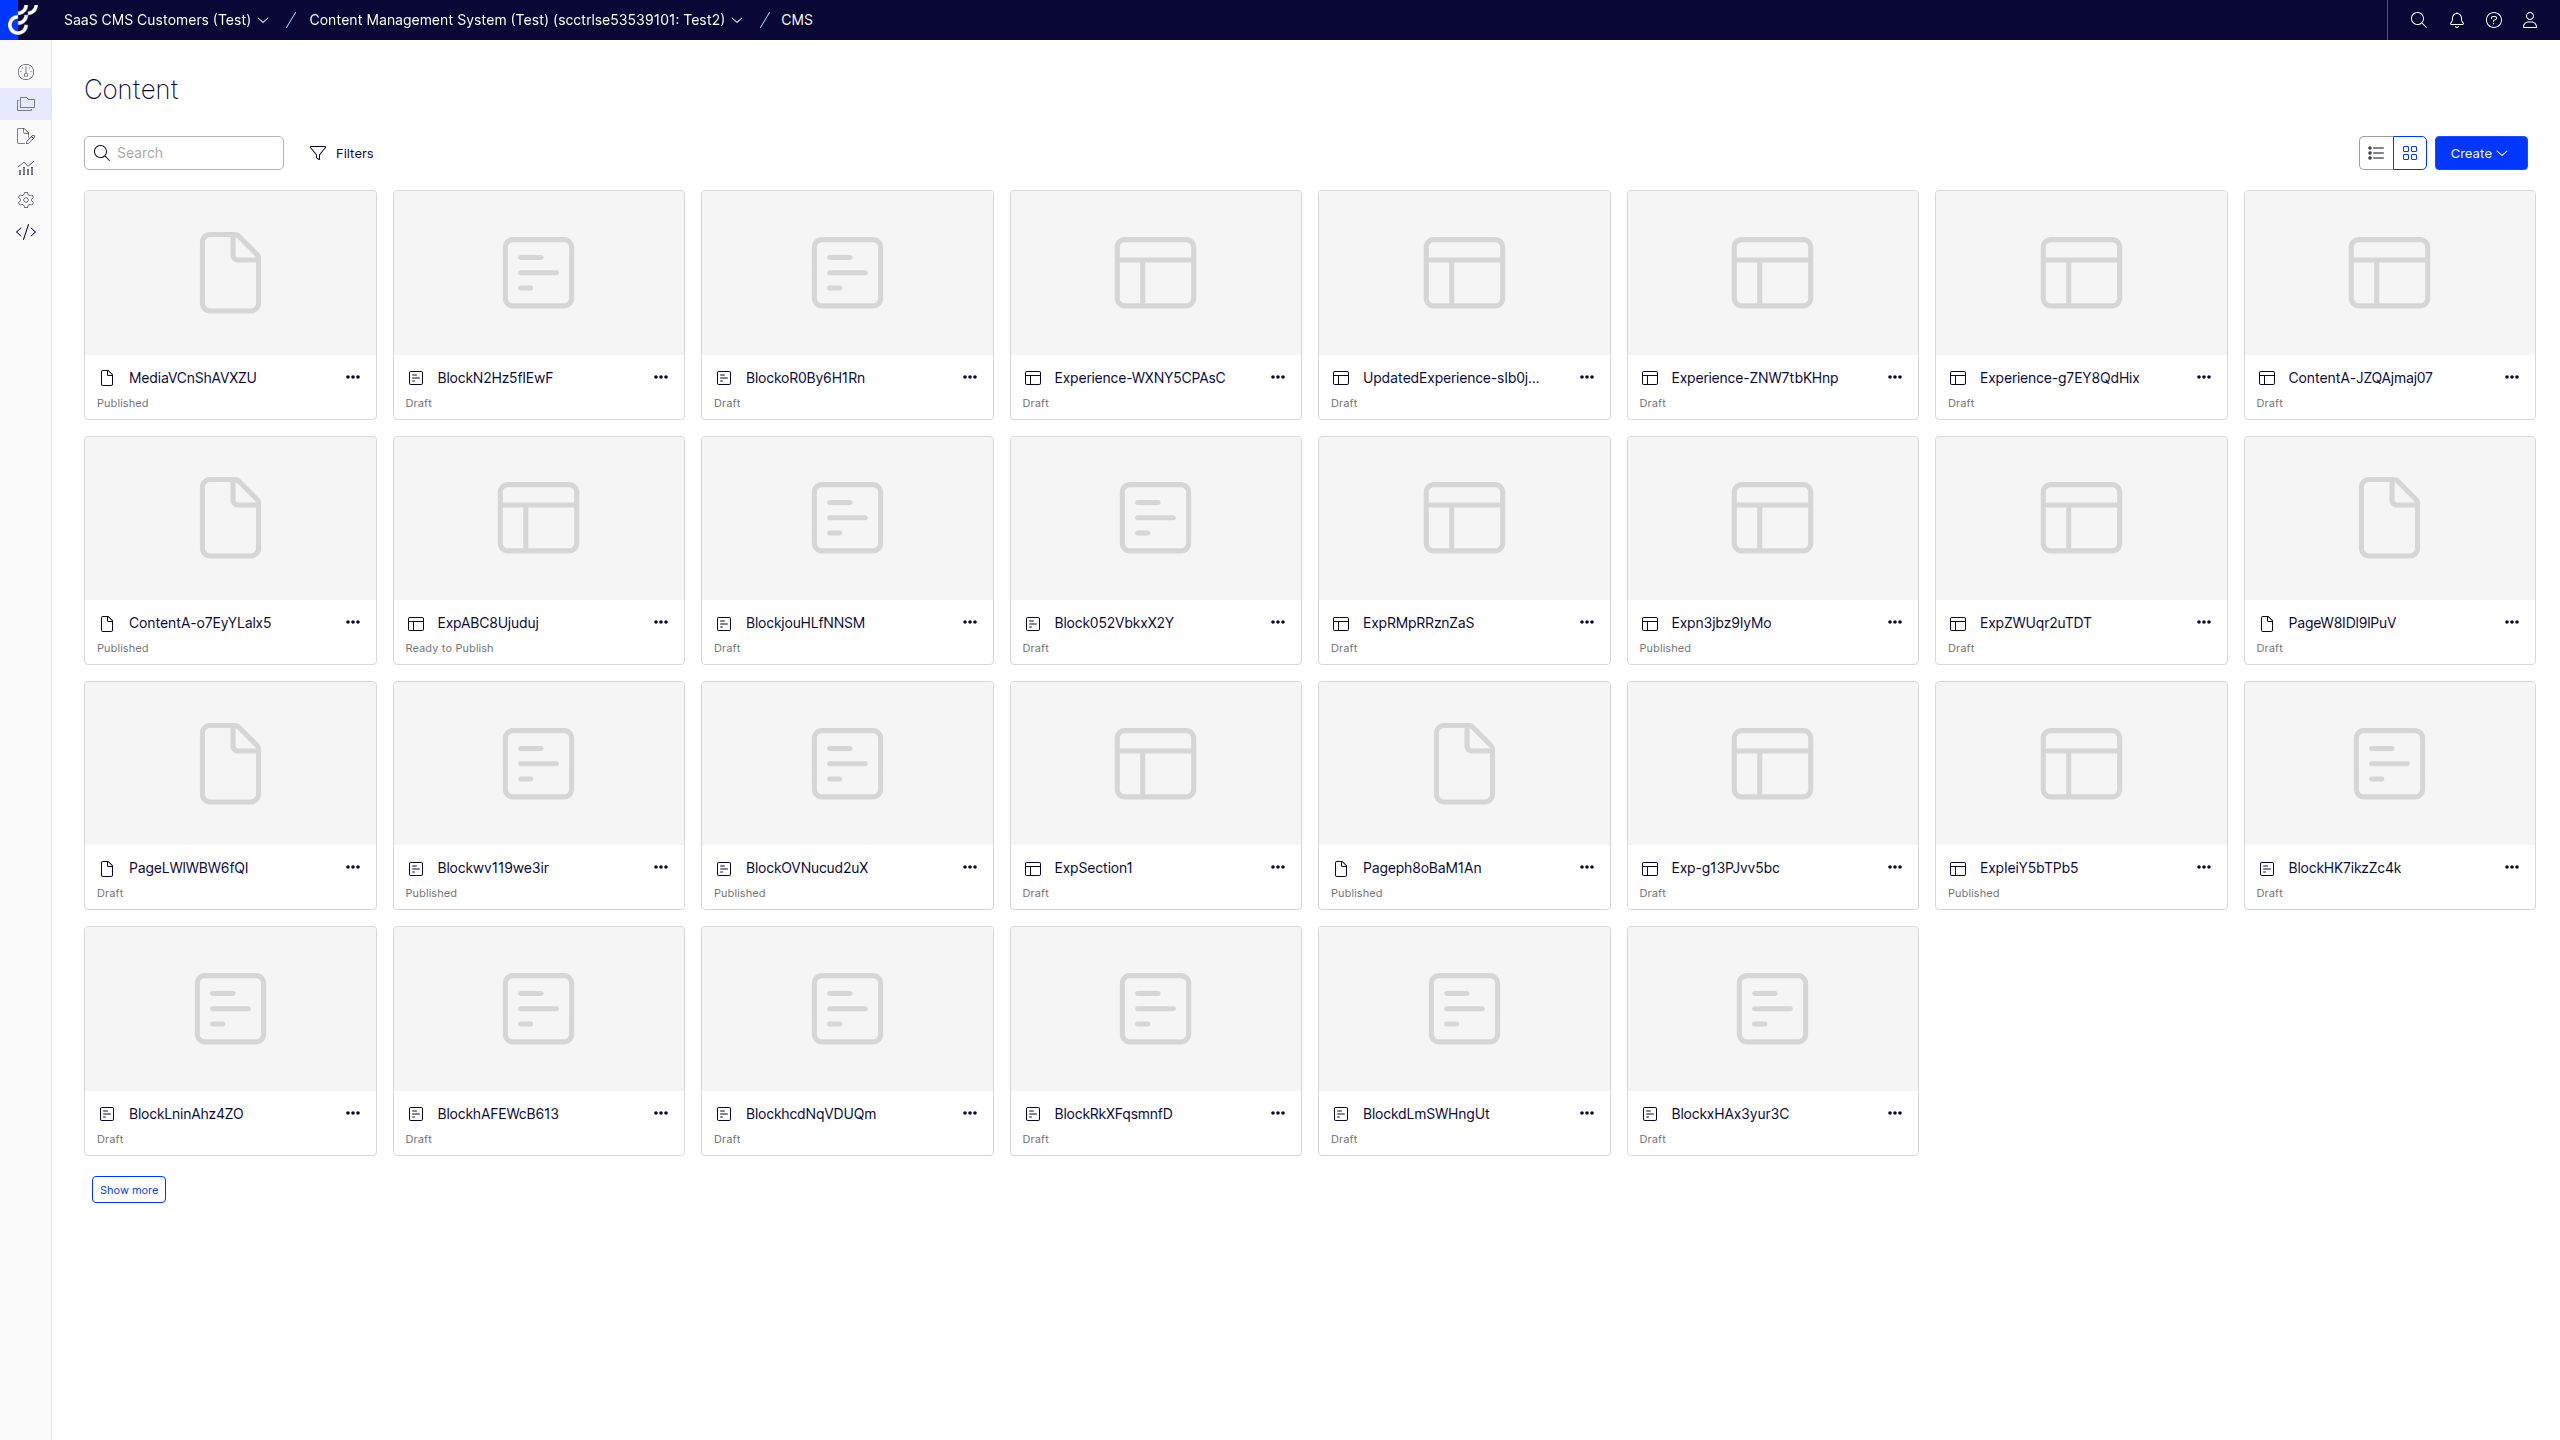 SaaS CMS Customers (Test) / Content Management System (Test) (scctrlse53539101: Test2) / CMS
Content
Search Filters Create
MediaVCnShAVXZU BlockN2Hz5flEwF BlockoR0By6H1Rn Experience-WXNY5CPAsC UpdatedExperience-slb0j... Experience-ZNW7tbKHnp Experience-g7EY8QdHix ContentA-JZQAjmaj07
Published Draft Draft Draft Draft Draft Draft Draft
ContentA-o7EyYLalx5 ExpABC8Ujuduj BlockjouHLfNNSM Block052VbkxX2Y ExpRMpRRznZaS Expn3jbz9lyMo ExpZWUqr2uTDT PageW8lDl9lPuV
Published Ready to Publish Draft Draft Draft Published Draft Draft
PageLWlWBW6fQl Blockwv119we3ir BlockOVNucud2uX ExpSection1 Pageph8oBaM1An Exp-g13PJvv5bc ExpleiY5bTPb5 BlockHK7ikzZc4k
Draft Published Published Draft Published Draft Published Draft
BlockLninAhz4ZO BlockhAFEWcB613 BlockhcdNqVDUQm BlockRkXFqsmnfD BlockdLmSWHngUt BlockxHAx3yur3C
Draft Draft Draft Draft Draft Draft
Show more